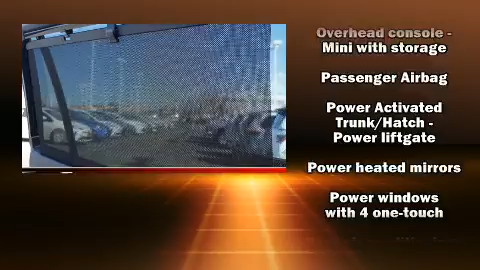 Overhead console -
Mini with storage
Passenger Airbag
Power Activated
Trunk/Hatch -
Power liftgate
Power heated mirrors
Power windows
with 4 one-touch